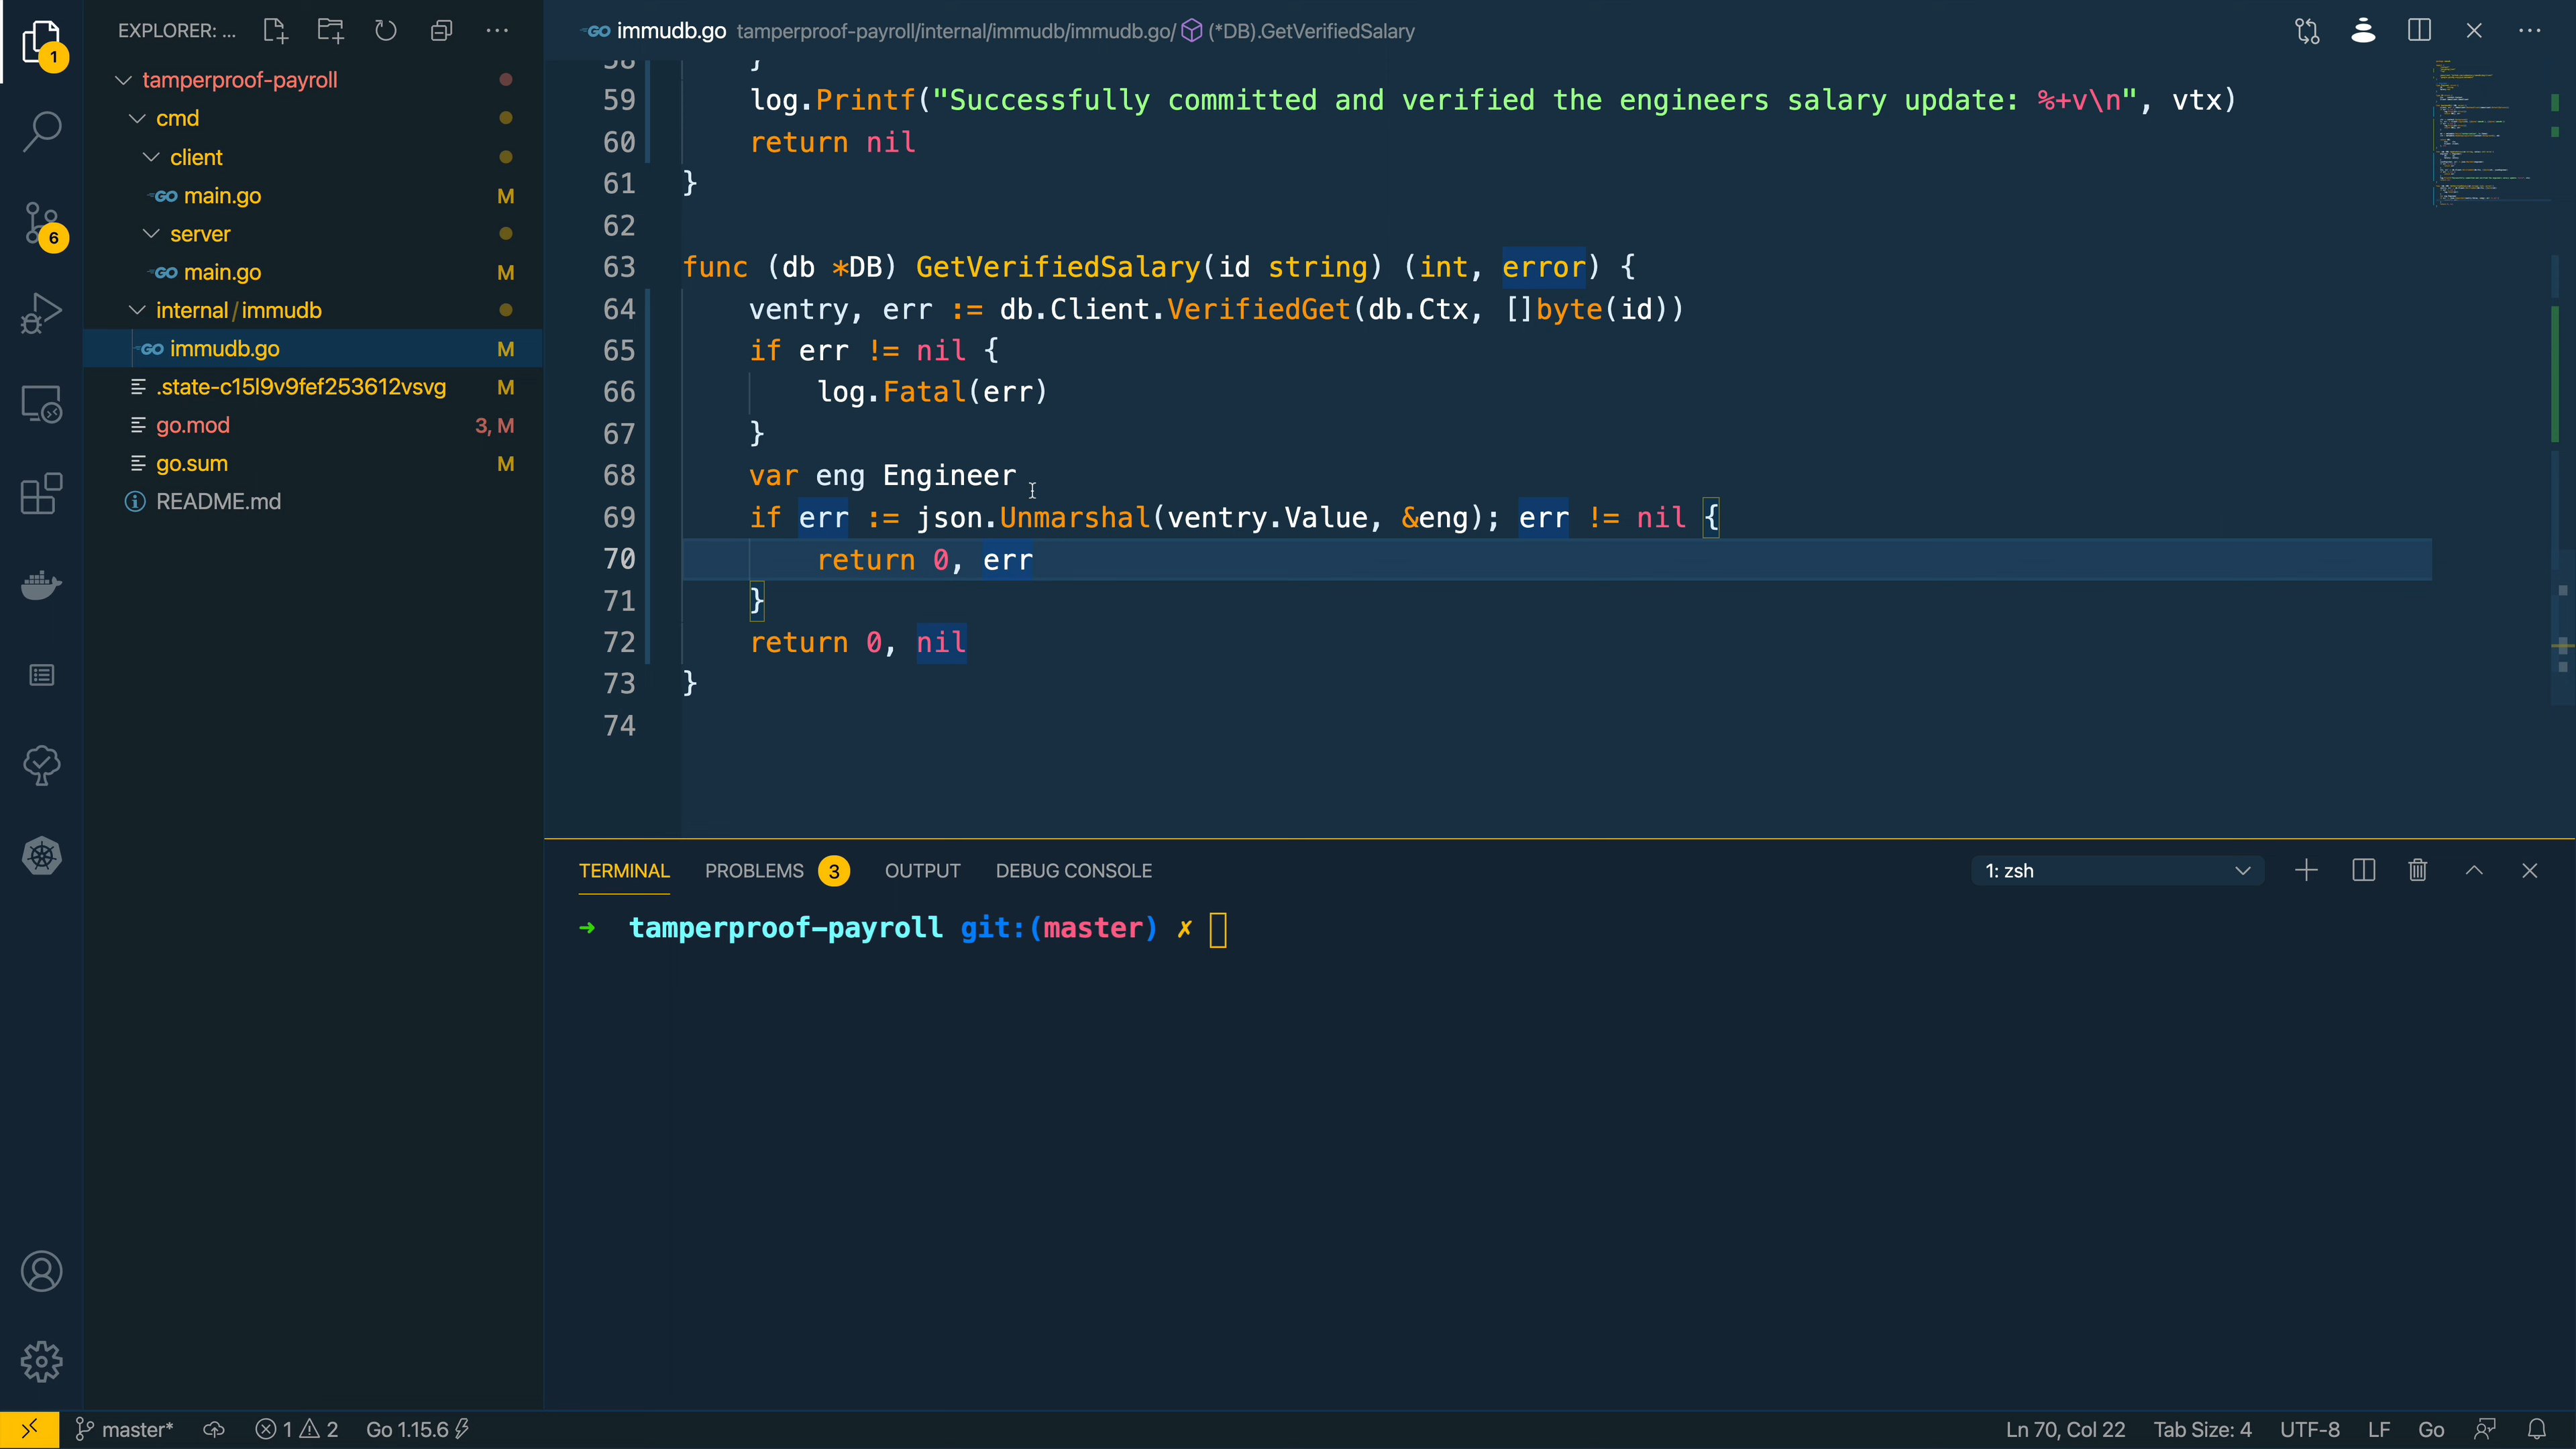 1
6
EXPLORER: ...
tamperproof-payroll
cmd
client
GO main.go M
server
GO main.go M
internal / immudb
GO immudb.go M
.state-c15l9v9fef253612vsvg M
go.mod 3, M
go.sum M
README.md
GO immudb.go tamperproof-payroll/internal/immudb/immudb.go/ (*DB).GetVerifiedSalary
58 }
59 log.Printf("Successfully committed and verified the engineers salary update: %+v\n", vtx)
60 return nil
61 }
62
63 func (db *DB) GetVerifiedSalary(id string) (int, error) {
64 ventry, err := db.Client.VerifiedGet(db.Ctx, []byte(id))
65 if err != nil {
66 log.Fatal(err)
67 }
68 var eng Engineer
69 if err := json.Unmarshal(ventry.Value, &eng); err != nil {
70 return 0, err
71 }
72 return 0, nil
73 }
74
TERMINAL PROBLEMS 3 OUTPUT DEBUG CONSOLE 1: zsh
→ tamperproof-payroll git:(master) ✗
master* 1 2 Go 1.15.6 Ln 70, Col 22 Tab Size: 4 UTF-8 LF Go